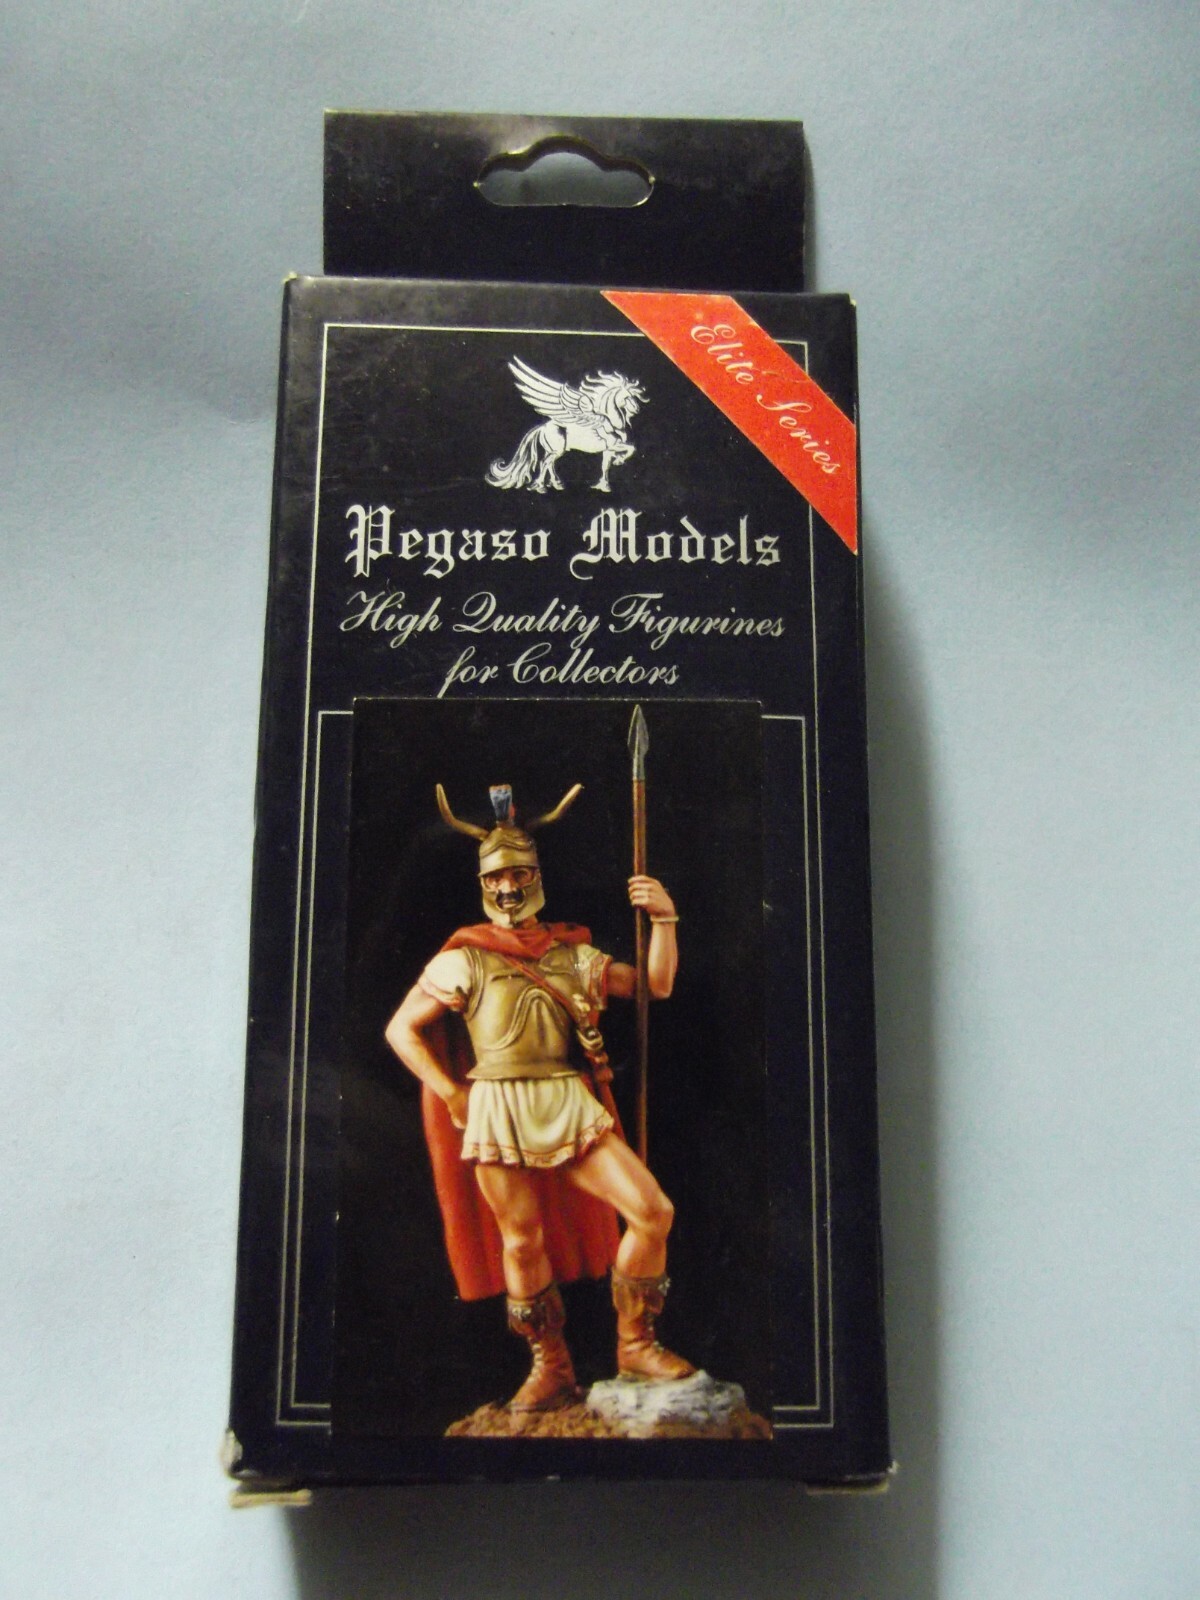 Elite Series
Pegaso Models
High Quality Figurines
for Collectors